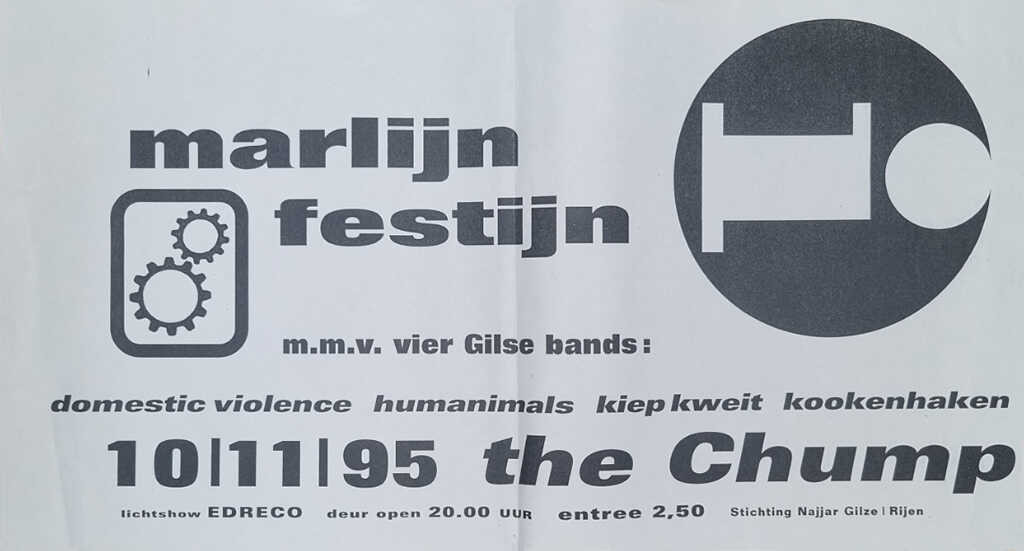 marlijn
festijn
m.m.v. vier Gilse bands:
domestic violence humanimals kiep kweit kookenhaken
10|11|95 the Chump
lichtshow EDRECO deur open 20.00 UUR entree 2,50 Stichting Najjar Gilze | Rijen